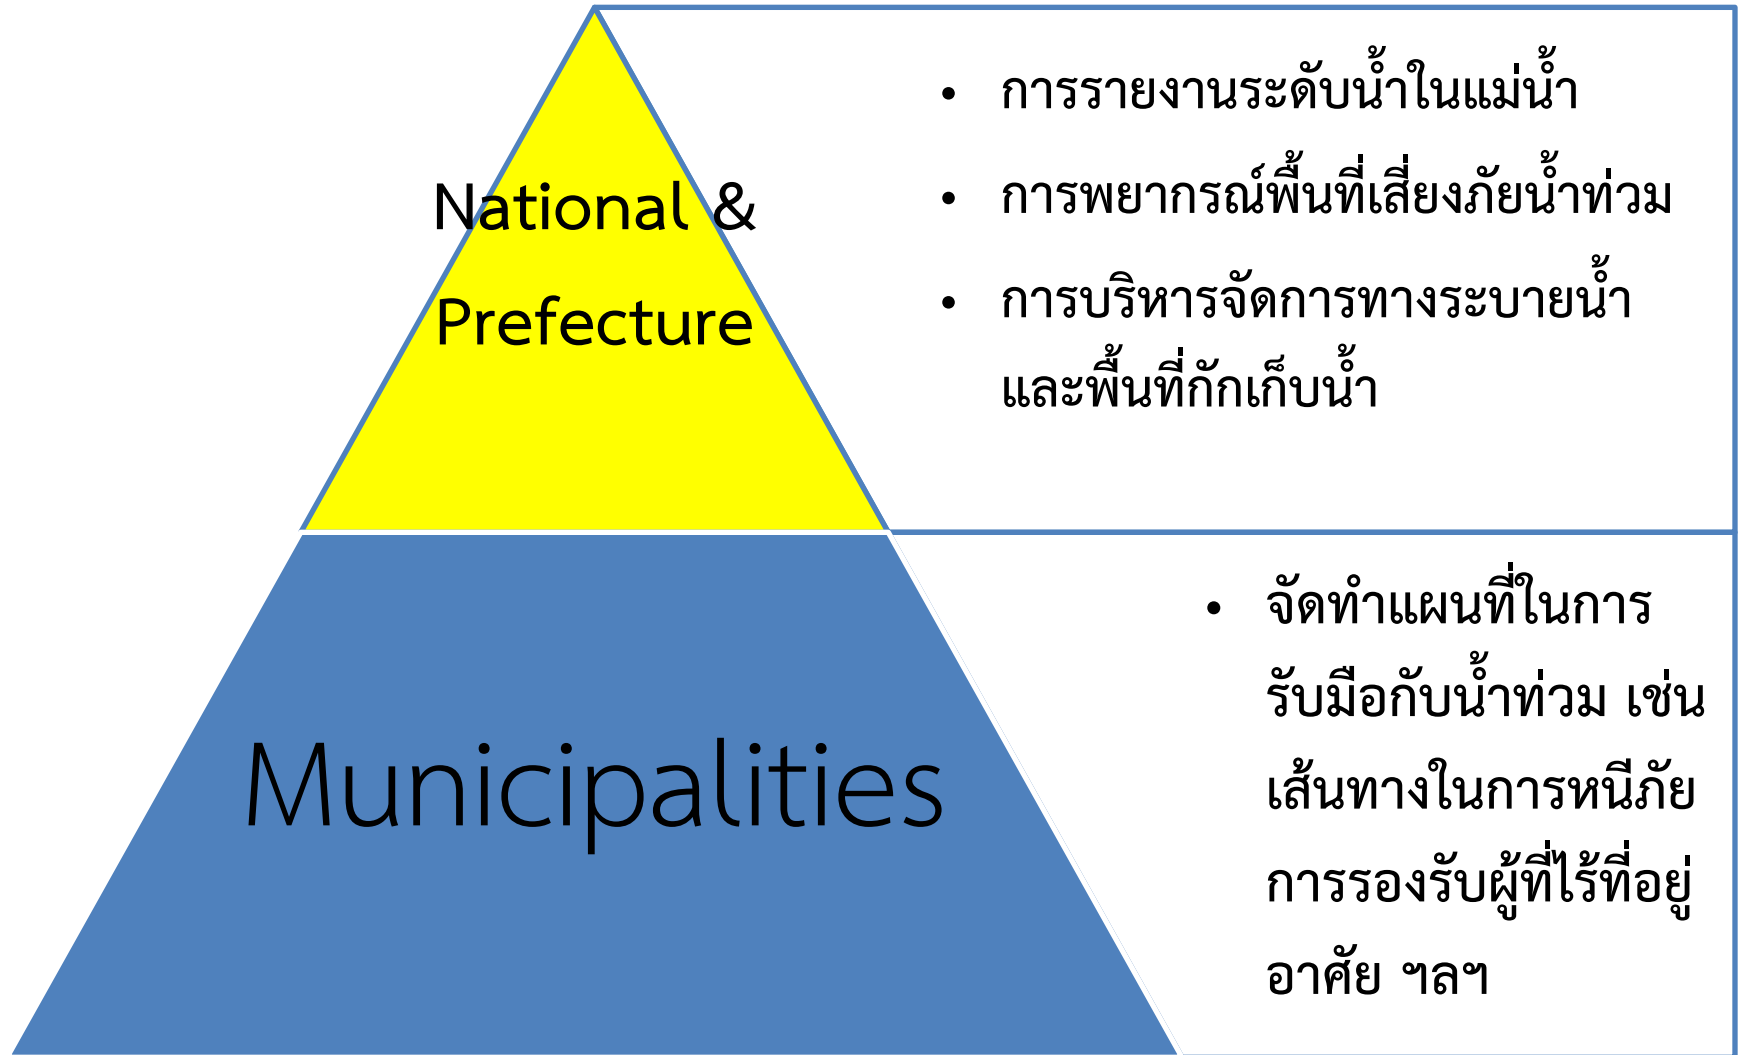 National &
Prefecture
• การรายงานระดับน้ำในแม่น้ำ
• การพยากรณ์พื้นที่เสี่ยงภัยน้ำท่วม
• การบริหารจัดการทางระบายน้ำ
และพื้นที่กักเก็บน้ำ
Municipalities
• จัดทำแผนที่ในการ
รับมือกับน้ำท่วม เช่น
เส้นทางในการหนีภัย
การรองรับผู้ที่ไร้ที่อยู่
อาศัย ฯลฯ